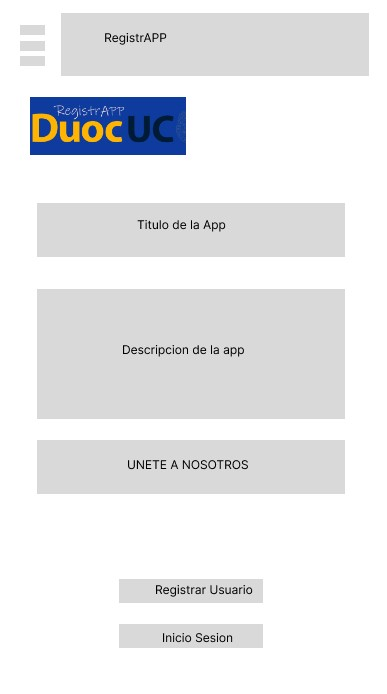 RegistrAPP
RegistrAPP
DuocUC
Titulo de la App
Descripcion de la app
UNETE A NOSOTROS
Registrar Usuario
Inicio Sesion